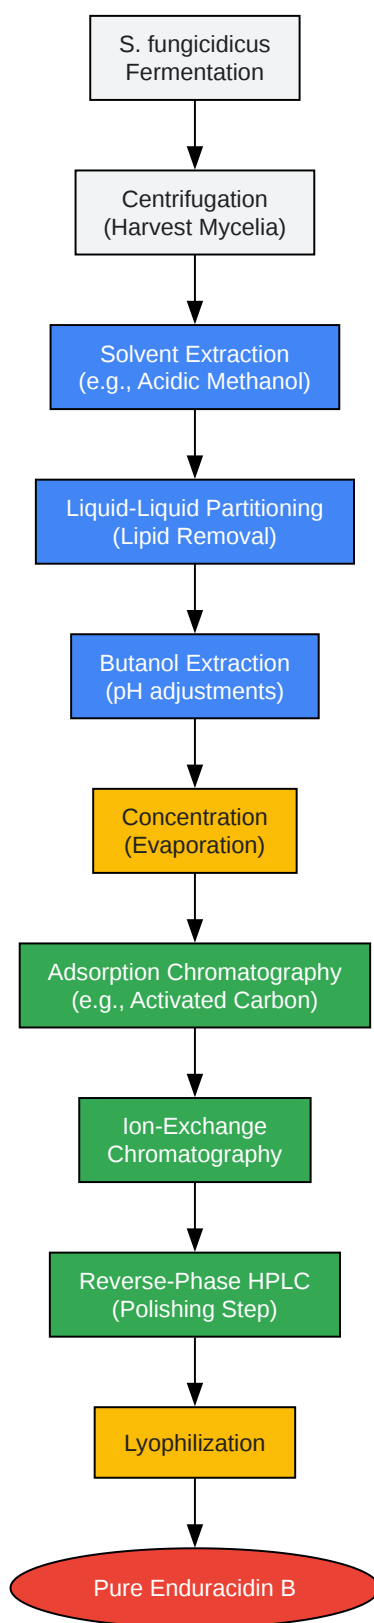 S. fungicidicus
Fermentation
Centrifugation
(Harvest Mycelia)
Solvent Extraction
(e.g., Acidic Methanol)
Liquid-Liquid Partitioning
(Lipid Removal)
Butanol Extraction
(pH adjustments)
Concentration
(Evaporation)
Adsorption Chromatography
(e.g., Activated Carbon)
Ion-Exchange
Chromatography
Reverse-Phase HPLC
(Polishing Step)
Lyophilization
Pure Enduracidin B